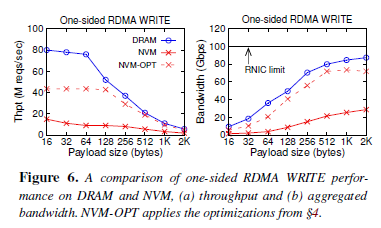 One-sided RDMA WRITE
Thpt (M reqs/sec)
100
80
60
40
20
0
DRAM
NVM
NVM-OPT
16 32 64 128 256 512 1K 2K
Payload size (bytes)
One-sided RDMA WRITE
Bandwidth (Gbps)
120
100
80
60
40
20
0
RNIC limit
16 32 64 128 256 512 1K 2K
Payload size (bytes)
Figure 6. A comparison of one-sided RDMA WRITE perfor-
mance on DRAM and NVM, (a) throughput and (b) aggregated
bandwidth. NVM-OPT applies the optimizations from §4.